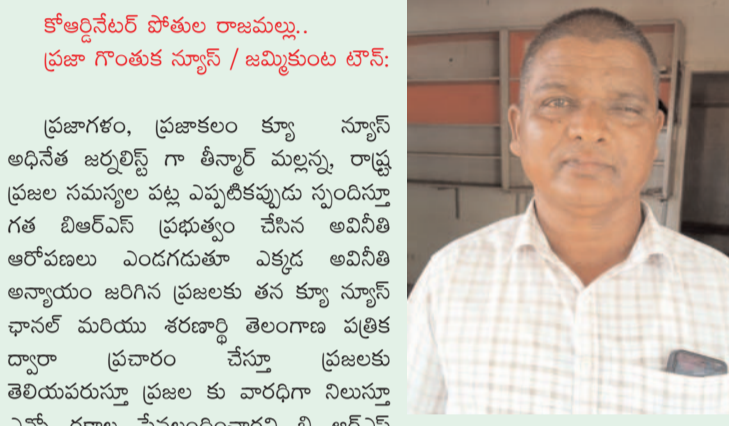 కోఆర్డినేటర్ పోతుల రాజమల్లు..
ప్రజా గొంతుక న్యూస్ / జమ్మికుంట టౌన్:
ప్రజాగళం, ప్రజాకలం క్యూ న్యూస్
అధినేత జర్నలిస్ట్ గా తీన్మార్ మల్లన్న, రాష్ట్ర
ప్రజల సమస్యల పట్ల ఎప్పటికప్పుడు స్పందిస్తూ
గత బిఆర్ఎస్ ప్రభుత్వం చేసిన అవినీతి
ఆరోపణలు ఎండగడుతూ ఎక్కడ అవినీతి
అన్యాయం జరిగిన ప్రజలకు తన క్యూ న్యూస్
ఛానల్ మరియు శరణార్థి తెలంగాణ పత్రిక
ద్వారా ప్రచారం చేస్తూ ప్రజలకు
తెలియపరుస్తూ ప్రజల కు వారధిగా నిలుస్తూ